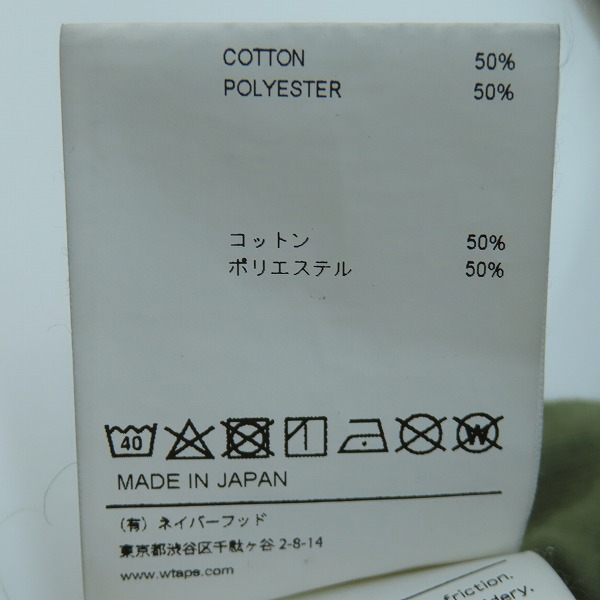 COTTON 50%
POLYESTER 50%
コットン 50%
ポリエステル 50%
40 W
MADE IN JAPAN
(有) ネイバーフッド
東京都渋谷区千駄ヶ谷 2-8-14
www.wtaps.com
friction.